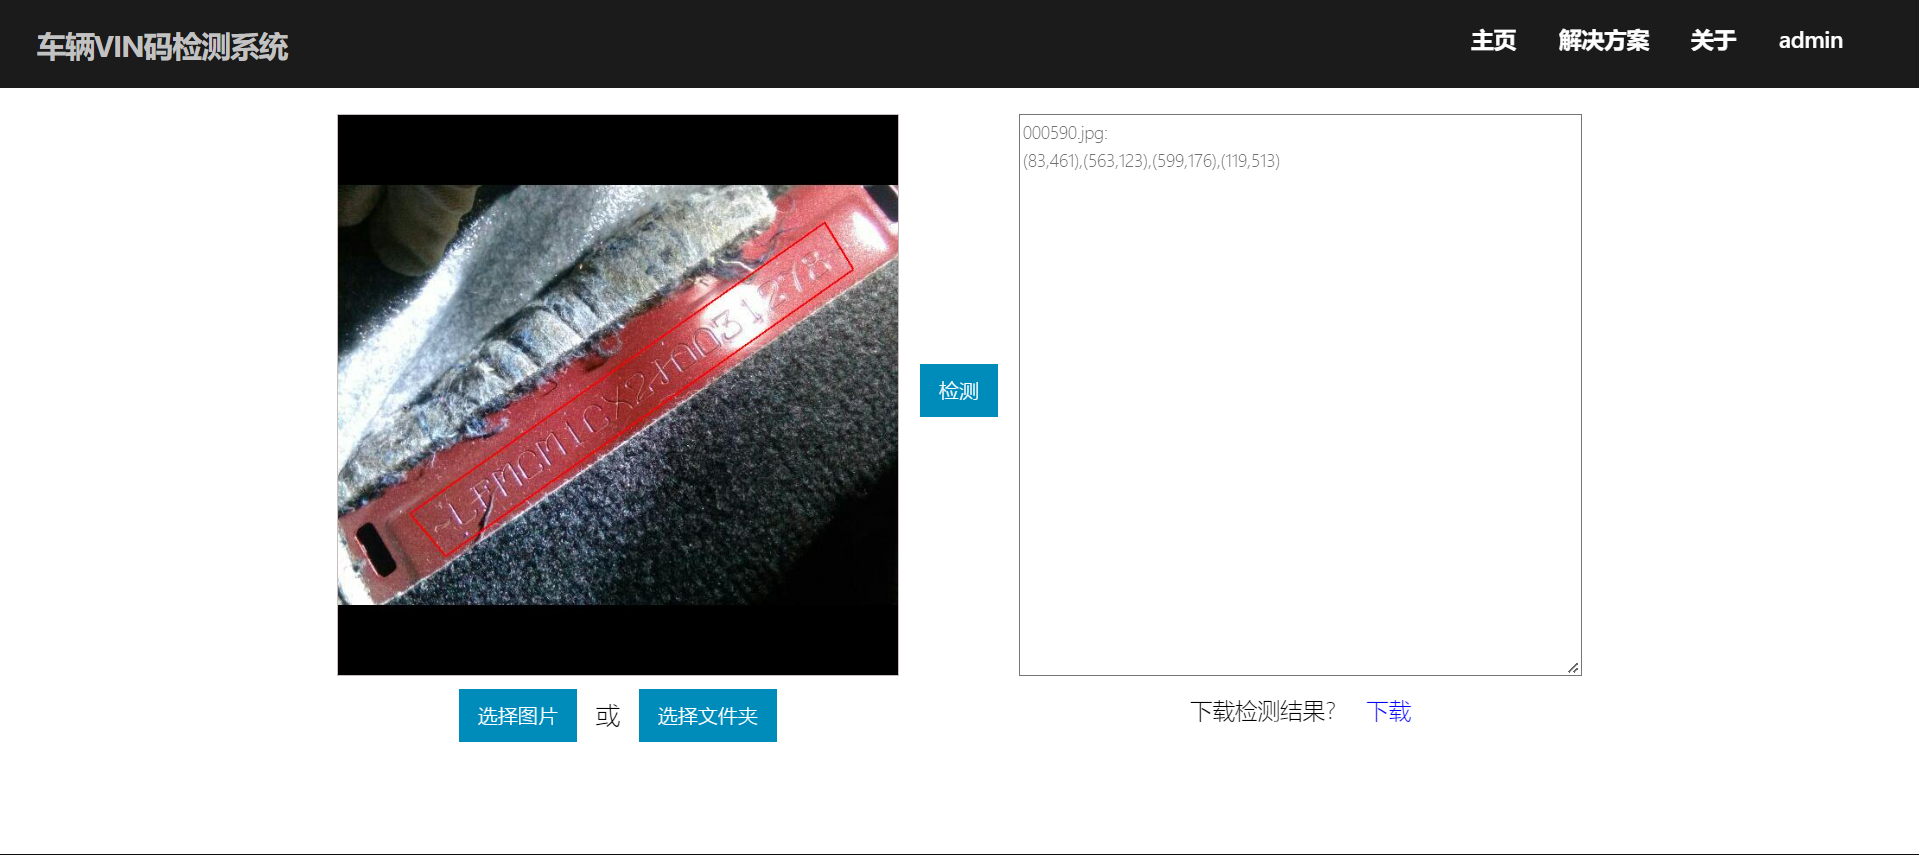 车辆VIN码检测系统
主页 解决方案 关于 admin
000590.jpg:
(83,461),(563,123),(599,176),(119,513)
检测
选择图片 或 选择文件夹
下载检测结果? 下载